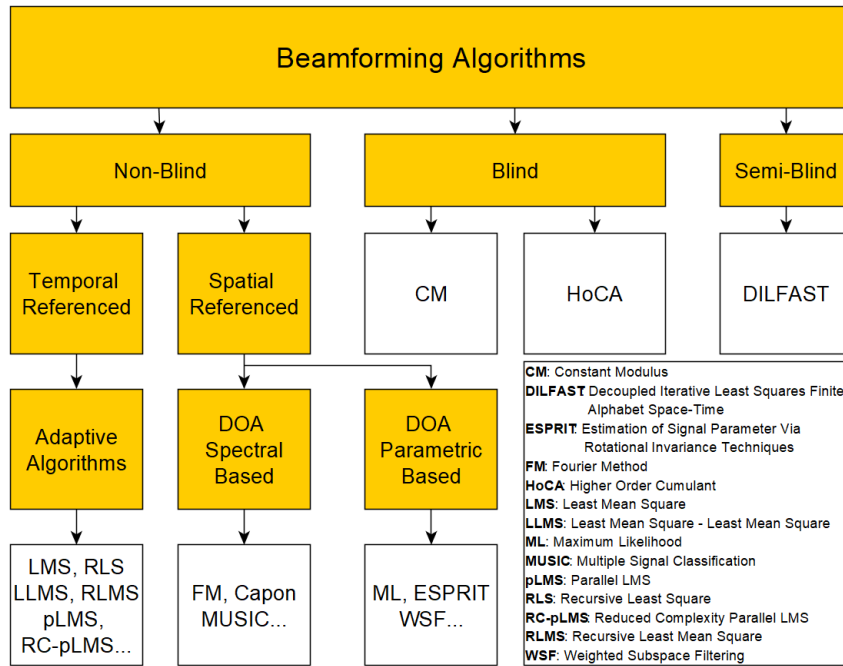 Beamforming Algorithms
Non-Blind
Blind
Semi-Blind
Temporal
Referenced
Spatial
Referenced
CM
HoCA
DILFAST
Adaptive
Algorithms
DOA
Spectral
Based
DOA
Parametric
Based
LMS, RLS
LLMS, RLMS
pLMS,
RC-pLMS...
FM, Capon
MUSIC...
ML, ESPRIT
WSF...
CM: Constant Modulus
DILFAST: Decoupled Iterative Least Squares Finite
Alphabet Space-Time
ESPRIT: Estimation of Signal Parameter Via
Rotational Invariance Techniques
FM: Fourier Method
HoCA: Higher Order Cumulant
LMS: Least Mean Square
LLMS: Least Mean Square - Least Mean Square
ML: Maximum Likelihood
MUSIC: Multiple Signal Classification
pLMS: Parallel LMS
RLS: Recursive Least Square
RC-pLMS: Reduced Complexity Parallel LMS
RLMS: Recursive Least Mean Square
WSF: Weighted Subspace Filtering